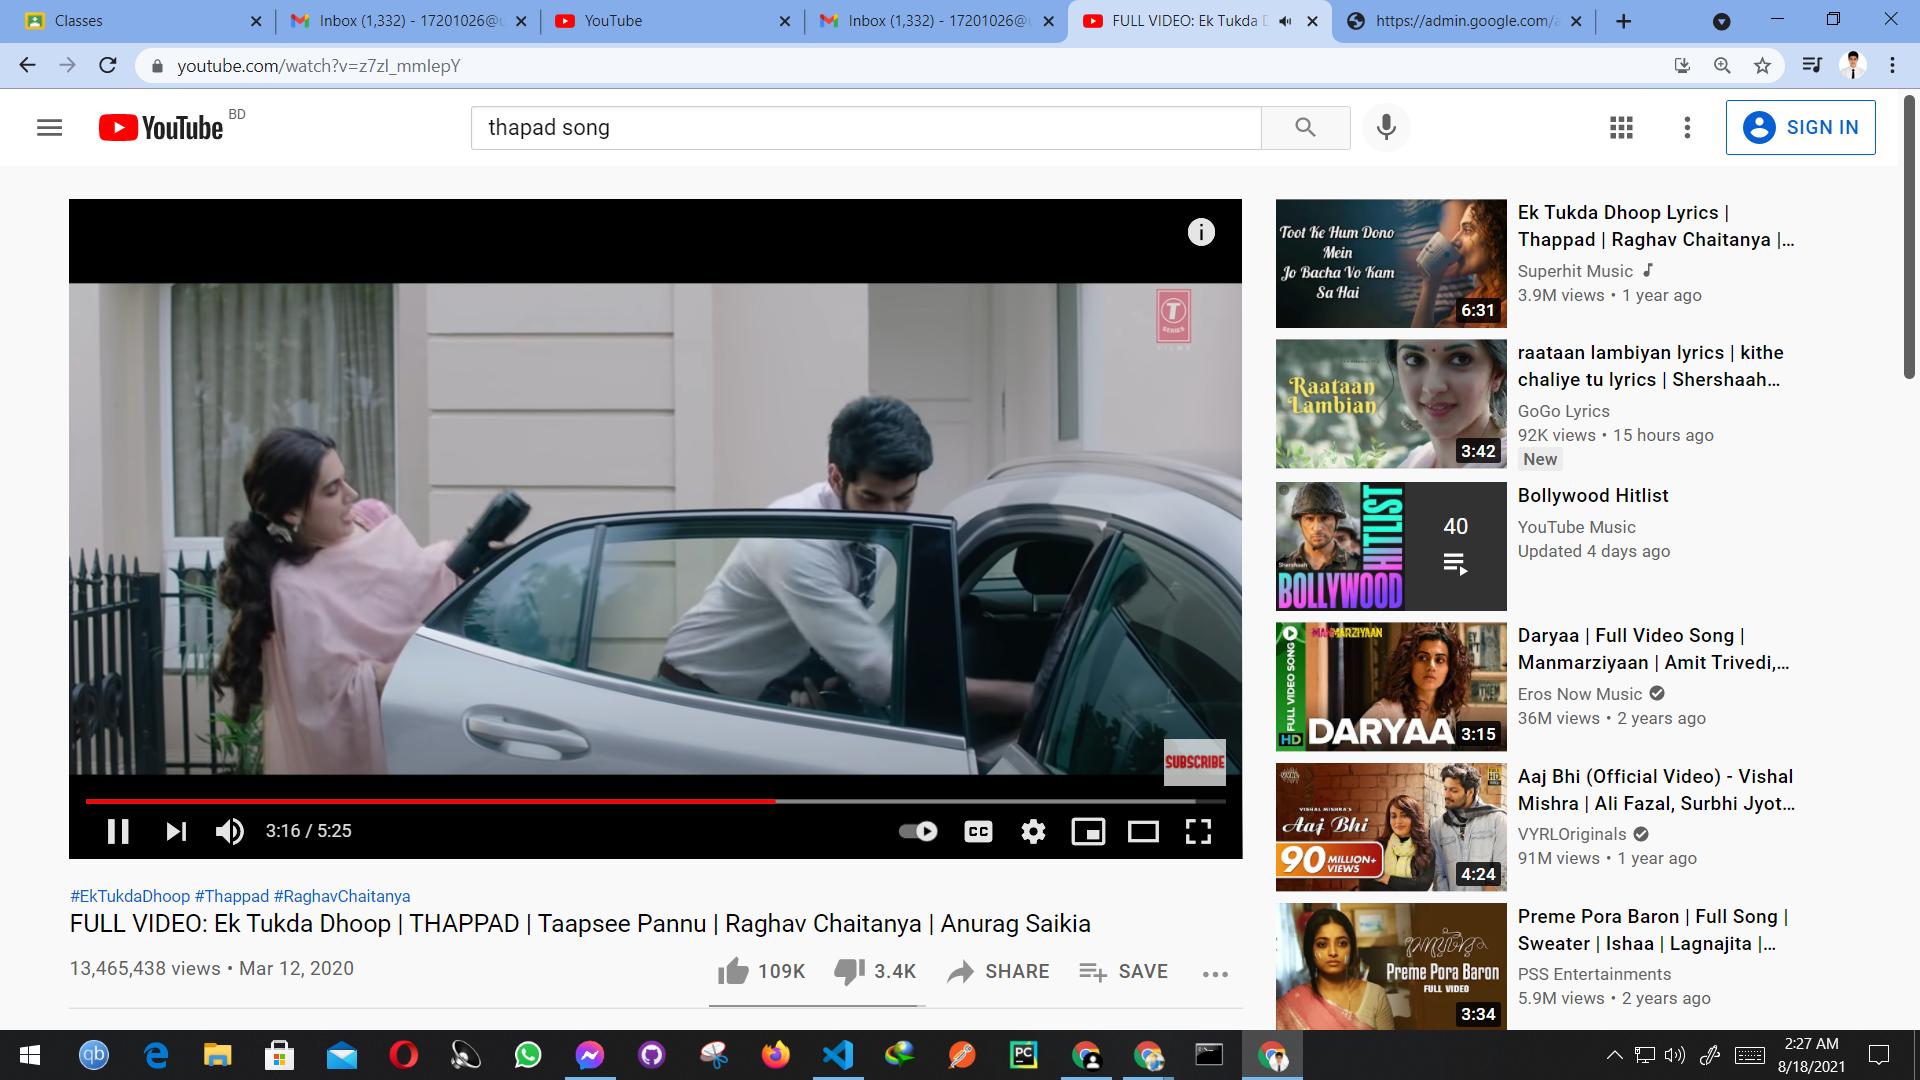 Classes
Inbox (1,332) - 17201026@u
YouTube
Inbox (1,332) - 17201026@u
FULL VIDEO: Ek Tukda D
https://admin.google.com/a
youtube.com/watch?v=z7zI_mmlepY
YouTube BD
thapad song
SIGN IN
T
SERIES
FILMS
SUBSCRIBE
3:16 / 5:25
CC
#EkTukdaDhoop #Thappad #RaghavChaitanya
FULL VIDEO: Ek Tukda Dhoop | THAPPAD | Taapsee Pannu | Raghav Chaitanya | Anurag Saikia
13,465,438 views • Mar 12, 2020
109K
3.4K
SHARE
SAVE
Toot Ke Hum Dono
Mein
Jo Bacha Vo Kam
Sa Hai
6:31
Ek Tukda Dhoop Lyrics |
Thappad | Raghav Chaitanya |...
Superhit Music
3.9M views • 1 year ago
Raataan
Lambian
3:42
raataan lambiyan lyrics | kithe
chaliye tu lyrics | Shershaah...
GoGo Lyrics
92K views • 15 hours ago
New
Shershaah
HITLIST
BOLLYWOOD
40
Bollywood Hitlist
YouTube Music
Updated 4 days ago
MANMARZIYAAN
FULL VIDEO SONG
HD
DARYAA
3:15
Daryaa | Full Video Song |
Manmarziyaan | Amit Trivedi,...
Eros Now Music
36M views • 2 years ago
VISHAL MISHRA'S
Aaj Bhi
90 MILLION+
VIEWS
4:24
Aaj Bhi (Official Video) - Vishal
Mishra | Ali Fazal, Surbhi Jyot...
VYRLOriginals
91M views • 1 year ago
Preme Pora Baron
FULL VIDEO
3:34
Preme Pora Baron | Full Song |
Sweater | Ishaa | Lagnajita |...
PSS Entertainments
5.9M views • 2 years ago
qb
PC
2:27 AM
8/18/2021